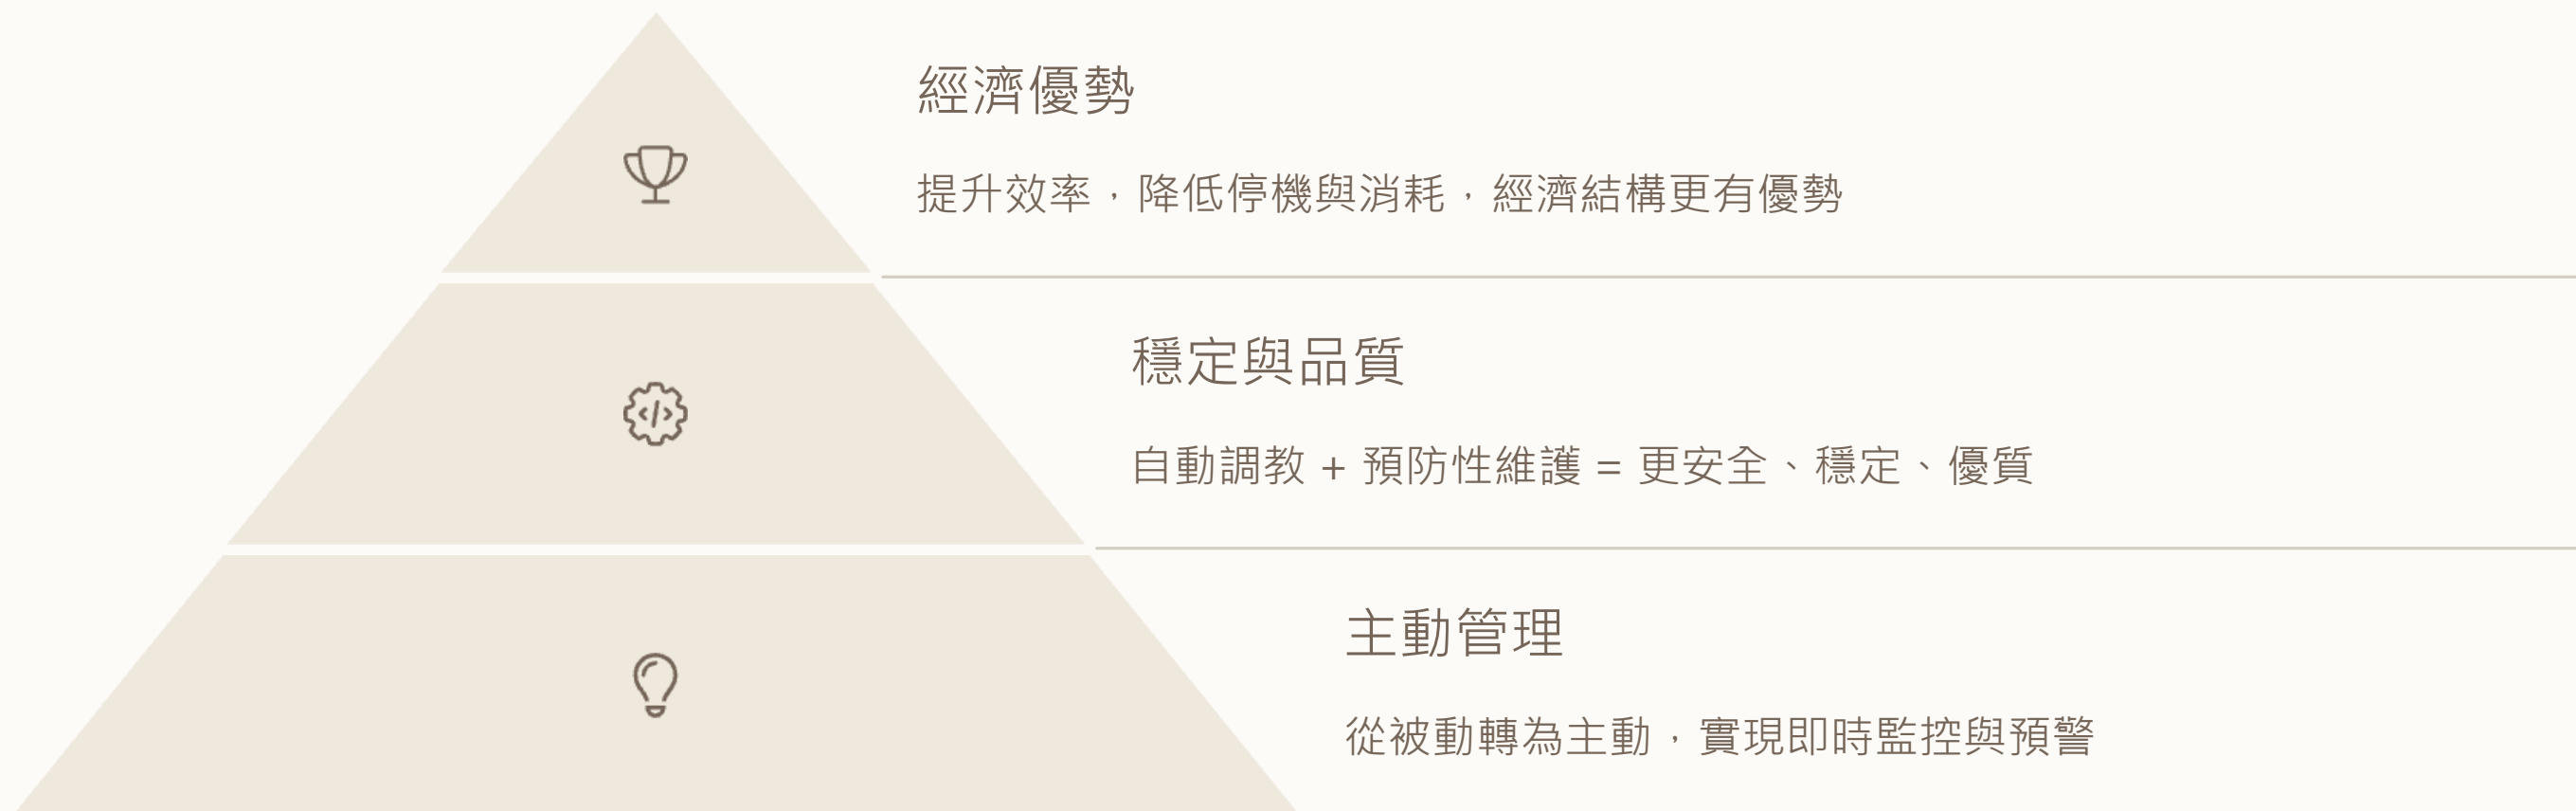 經濟優勢
提升效率，降低停機與消耗，經濟結構更有優勢
穩定與品質
自動調教 + 預防性維護 = 更安全、穩定、優質
主動管理
從被動轉為主動，實現即時監控與預警